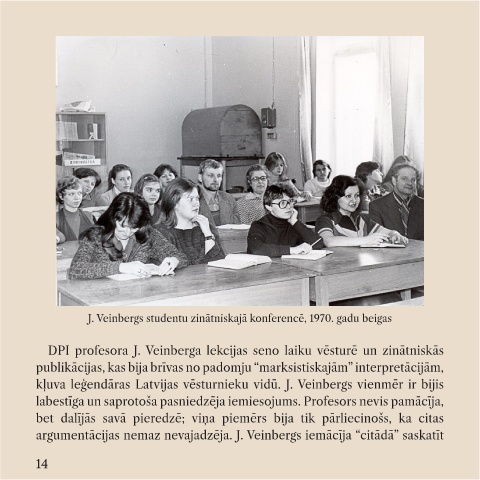 J. Veinbergs studentu zinātniskajā konferencē, 1970. gadu beigas
DPI profesora J. Veinberga lekcijas seno laiku vēsturē un zinātniskās
publikācijas, kas bija brīvas no padomju “marksistiskajām” interpretācijām,
kļuva leģendāras Latvijas vēsturnieku vidū. J. Veinbergs vienmēr ir bijis
labestīga un saprotoša pasniedzēja iemiesojums. Profesors nevis pamācīja,
bet dalījās savā pieredzē; viņa piemērs bija tik pārliecinošs, ka citas
argumentācijas nemaz nevajadzēja. J. Veinbergs iemācīja “citādā” saskatīt
14